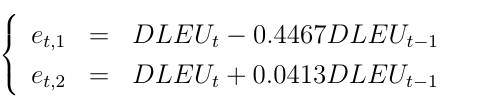 e_{t,1} = DLEU_t − 0.4467DLEU_{t−1}
e_{t,2} = DLEU_t + 0.0413DLEU_{t−1}